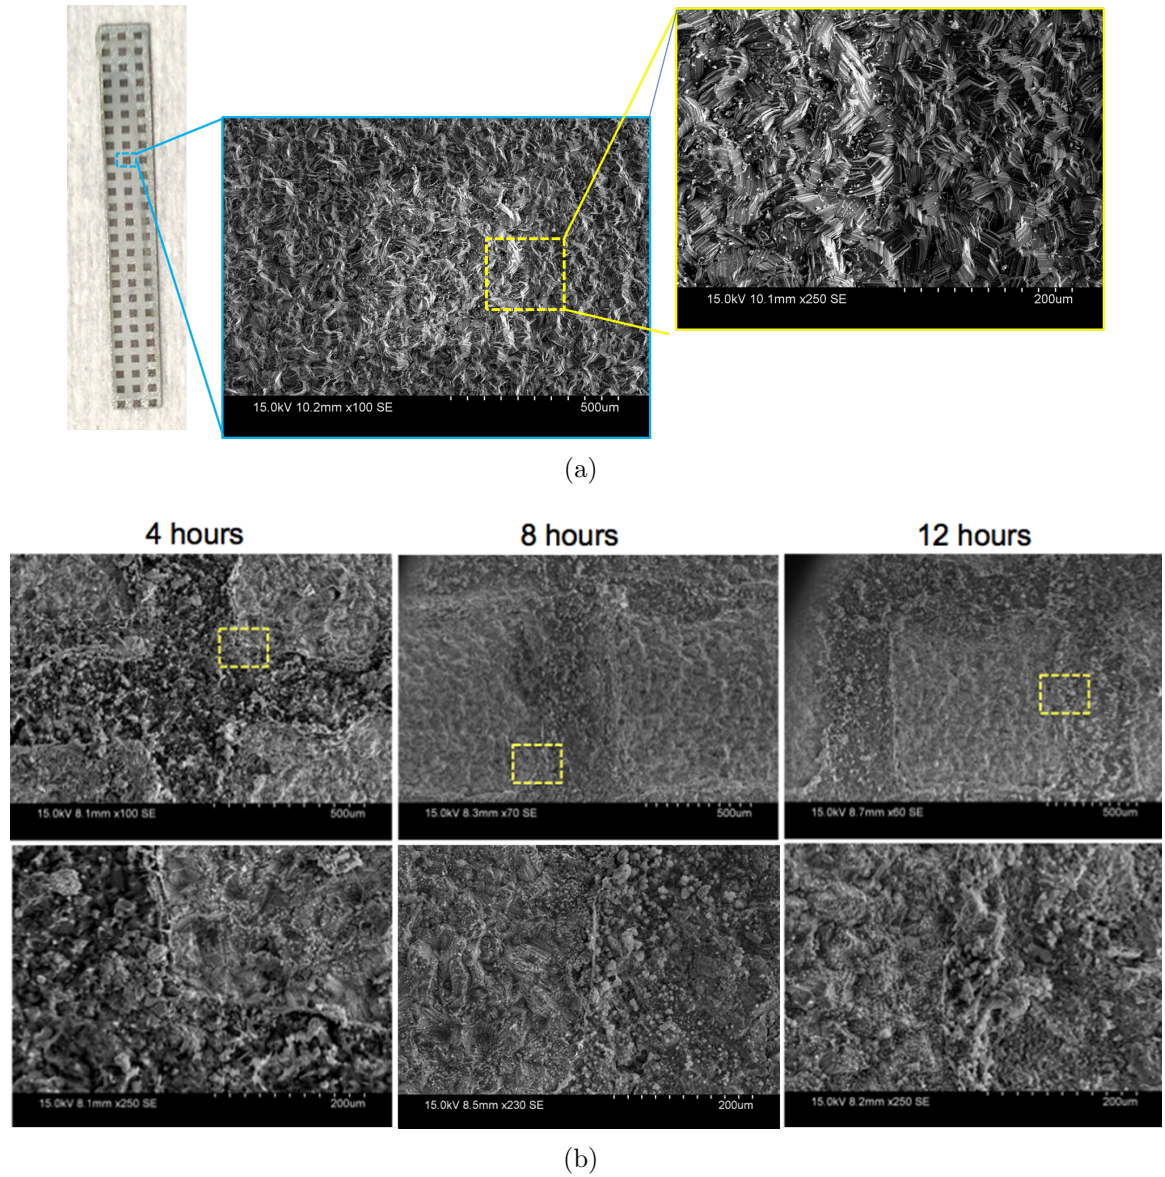 15.0kV 10.1mm x250 SE 200um
15.0kV 10.2mm x100 SE 500um
(a)
4 hours 8 hours 12 hours
15.0kV 8.1mm x100 SE 500um 15.0kV 8.3mm x70 SE 500um 15.0kV 8.7mm x60 SE 500um
15.0kV 8.1mm x250 SE 200um 15.0kV 8.5mm x230 SE 200um 15.0kV 8.2mm x250 SE 200um
(b)